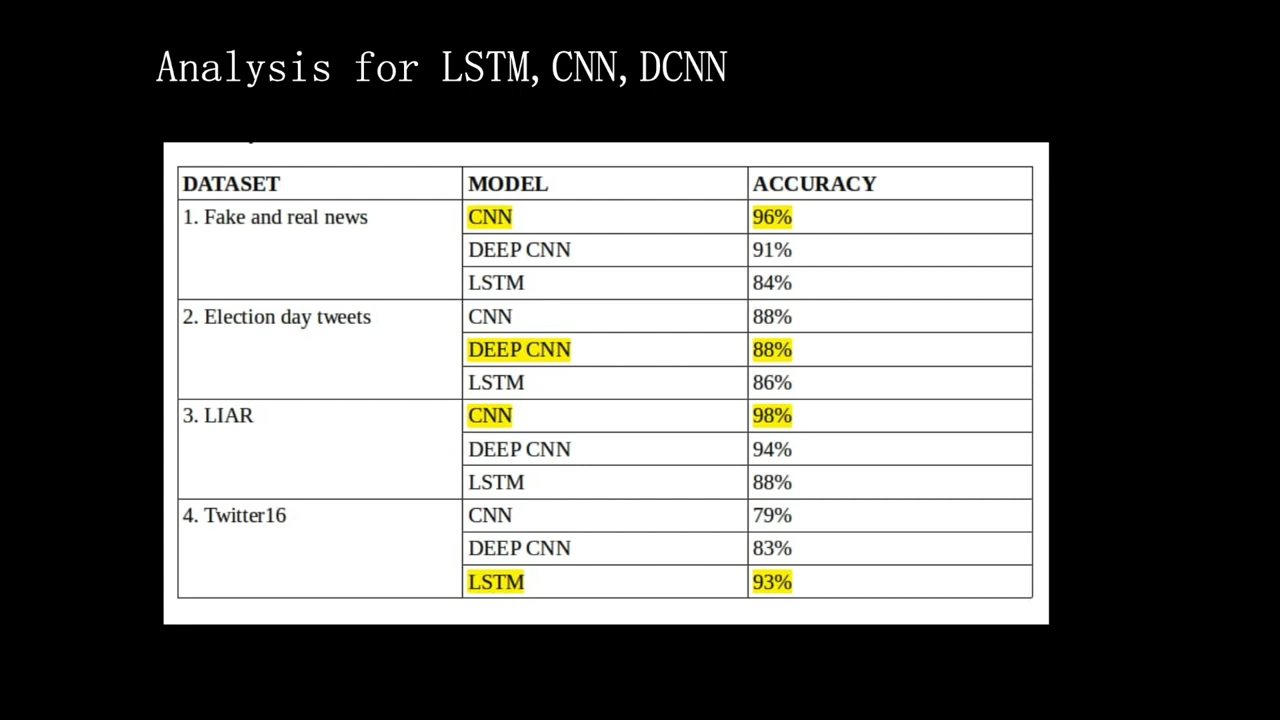 Analysis for LSTM, CNN, DCNN
DATASET MODEL ACCURACY
1. Fake and real news CNN 96%
DEEP CNN 91%
LSTM 84%
2. Election day tweets CNN 88%
DEEP CNN 88%
LSTM 86%
3. LIAR CNN 98%
DEEP CNN 94%
LSTM 88%
4. Twitter16 CNN 79%
DEEP CNN 83%
LSTM 93%